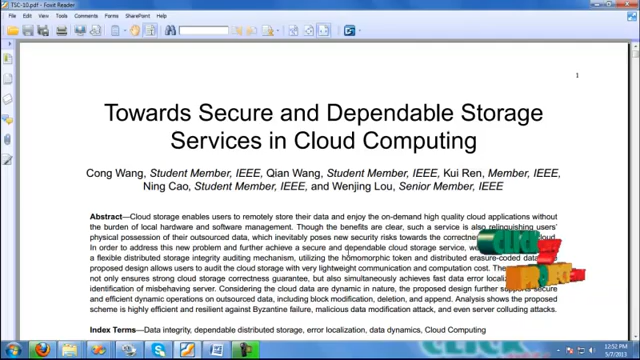 TSC-10.pdf - Foxit Reader
File Edit View Tools Comments Forms SharePoint Help
1
Towards Secure and Dependable Storage
Services in Cloud Computing
Cong Wang, Student Member, IEEE, Qian Wang, Student Member, IEEE, Kui Ren, Member, IEEE,
Ning Cao, Student Member, IEEE, and Wenjing Lou, Senior Member, IEEE
Abstract—Cloud storage enables users to remotely store their data and enjoy the on-demand high quality cloud applications without
the burden of local hardware and software management. Though the benefits are clear, such a service is also relinquishing users'
physical possession of their outsourced data, which inevitably poses new security risks towards the correctness of the data in cloud.
In order to address this new problem and further achieve a secure and dependable cloud storage service, we
a flexible distributed storage integrity auditing mechanism, utilizing the homomorphic token and distributed erasure-coded data.
proposed design allows users to audit the cloud storage with very lightweight communication and computation cost. The
not only ensures strong cloud storage correctness guarantee, but also simultaneously achieves fast data error localiz
identification of misbehaving server. Considering the cloud data are dynamic in nature, the proposed design further supports secure
and efficient dynamic operations on outsourced data, including block modification, deletion, and append. Analysis shows the proposed
scheme is highly efficient and resilient against Byzantine failure, malicious data modification attack, and even server colluding attacks.
Index Terms—Data integrity, dependable distributed storage, error localization, data dynamics, Cloud Computing
CLICK
12:52 PM
5/7/2013